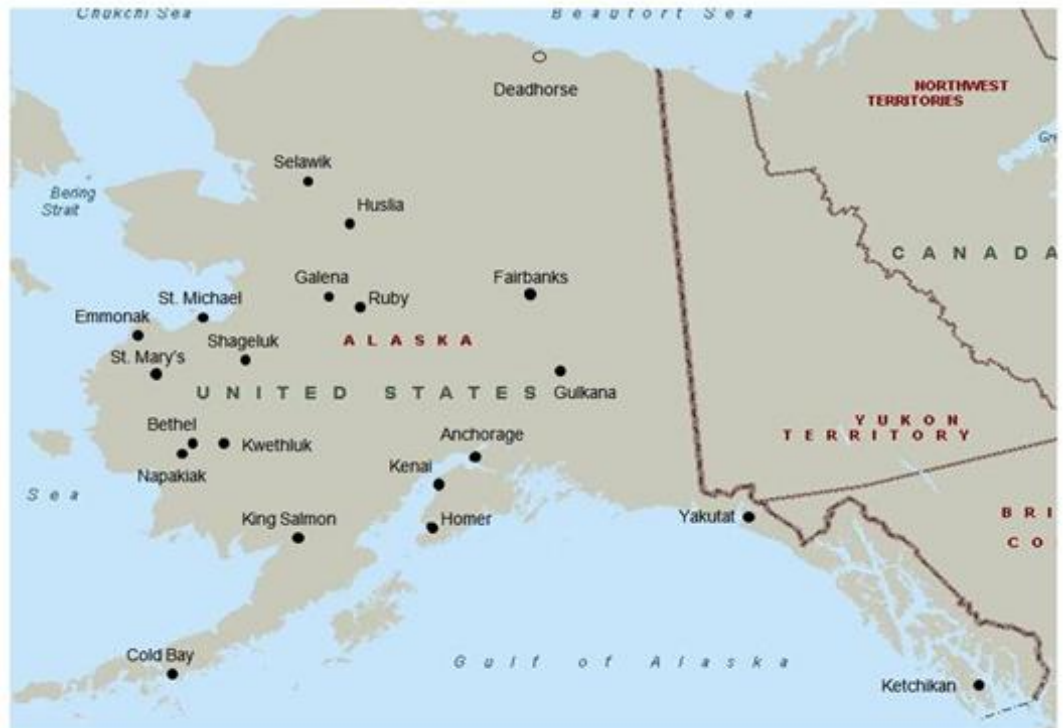 Chukchi Sea
Beaufort Sea
Deadhorse
NORTHWEST
TERRITORIES
Selawik
Bering
Strait
Huslia
CANADA
Galena
Fairbanks
St. Michael
Ruby
Emmonak
Shageluk
ALASKA
St. Mary's
UNITED STATES
Gulkana
Bethel
Kwethluk
Anchorage
YUKON
TERRITORY
Napakiak
Kenai
Sea
King Salmon
Homer
Yakutat
BRI
CO
Cold Bay
Gulf of Alaska
Ketchikan